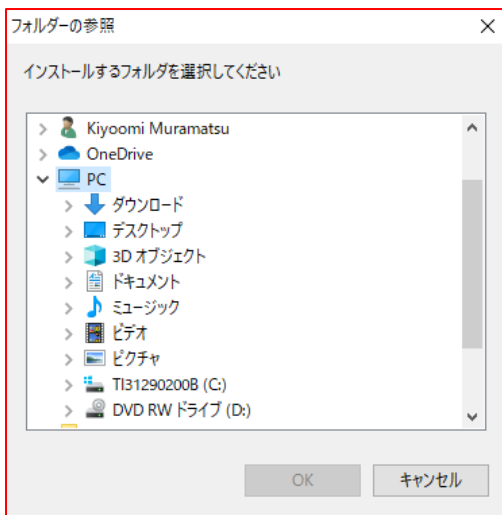 フォルダーの参照
インストールするフォルダを選択してください
Kiyoomi Muramatsu
OneDrive
PC
ダウンロード
デスクトップ
3D オブジェクト
ドキュメント
ミュージック
ビデオ
ピクチャ
TI31290200B (C:)
DVD RW ドライブ (D:)
OK
キャンセル